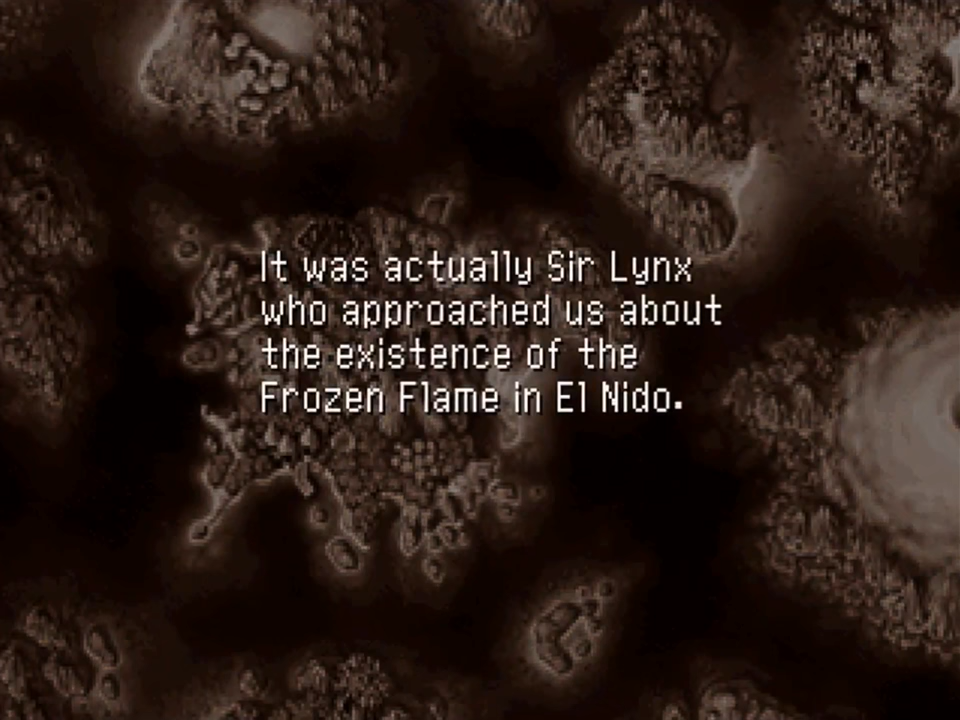 It was actually Sir Lynx
who approached us about
the existence of the
Frozen Flame in El Nido.